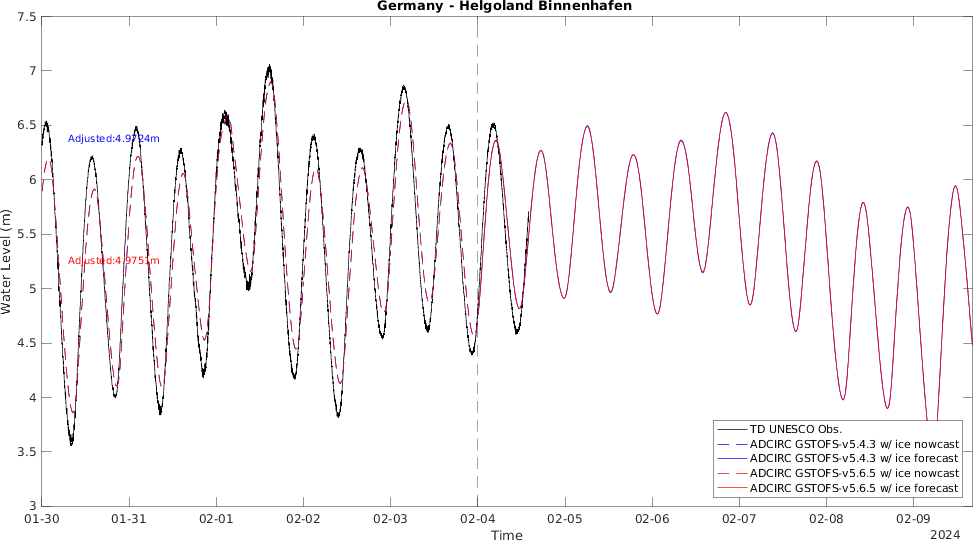 Germany - Helgoland Binnenhafen
7.5
7
6.5
6
5.5
5
4.5
4
3.5
3
Water Level (m)
Adjusted:4.9724m
Adjusted:4.9751m
TD UNESCO Obs.
ADCIRC GSTOFS-v5.4.3 w/ ice nowcast
ADCIRC GSTOFS-v5.4.3 w/ ice forecast
ADCIRC GSTOFS-v5.6.5 w/ ice nowcast
ADCIRC GSTOFS-v5.6.5 w/ ice forecast
01-30 01-31 02-01 02-02 02-03 02-04 02-05 02-06 02-07 02-08 02-09
Time
2024